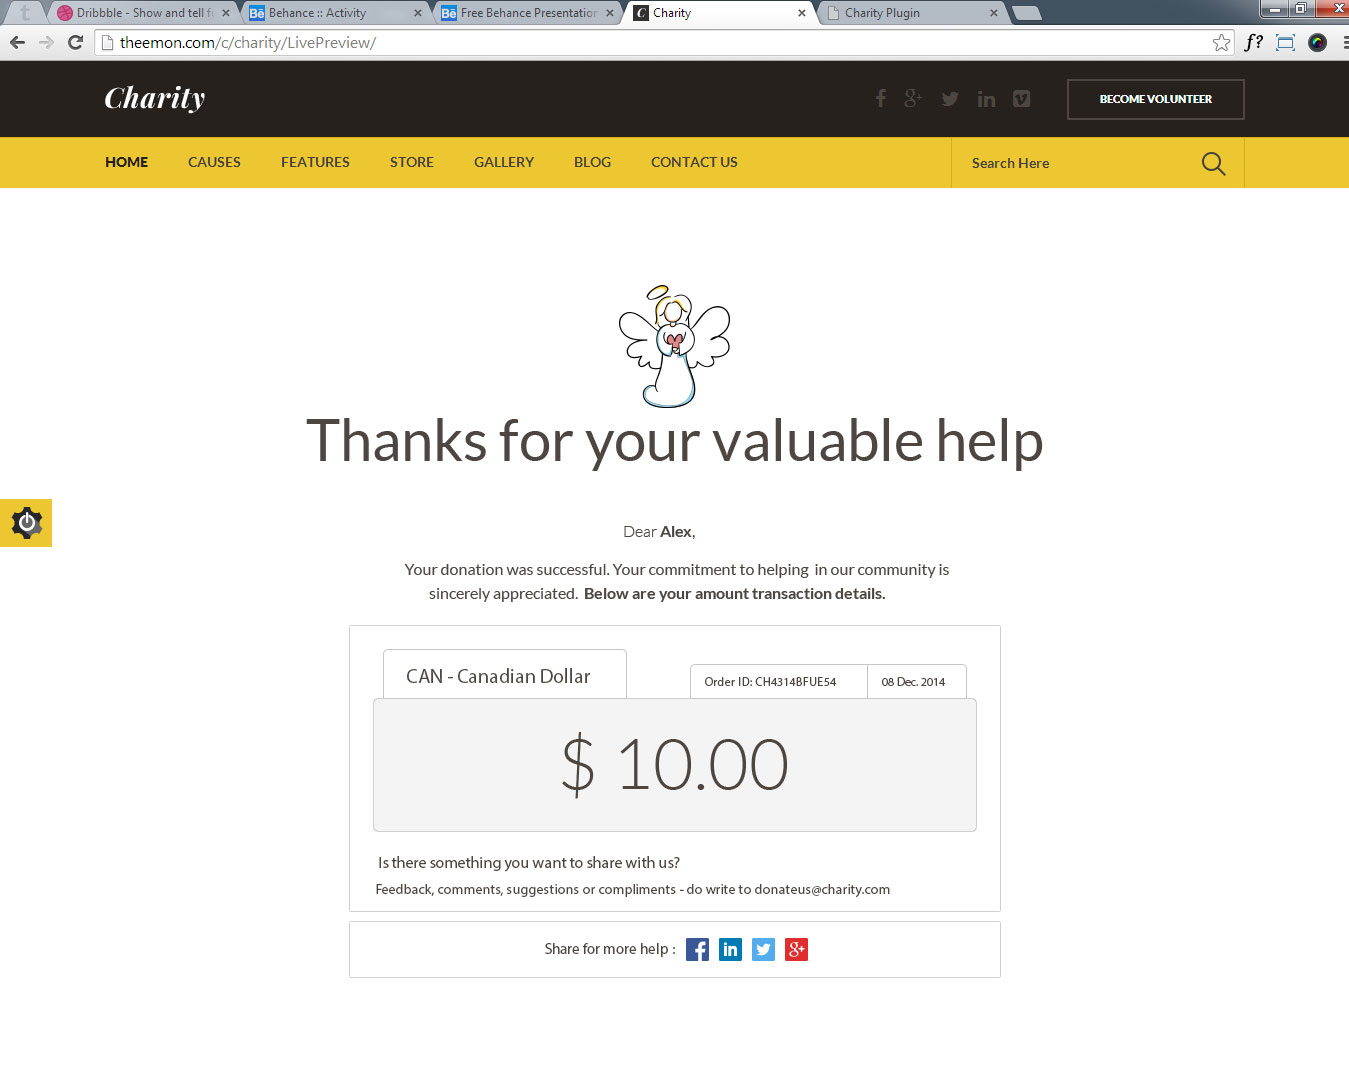 t
Dribbble - Show and tell fo
Behance :: Activity
Free Behance Presentation
Charity
Charity Plugin
theemon.com/c/charity/LivePreview/
f?
Charity
BECOME VOLUNTEER
HOME CAUSES FEATURES STORE GALLERY BLOG CONTACT US
Search Here
Thanks for your valuable help
Dear Alex,
Your donation was successful. Your commitment to helping in our community is
sincerely appreciated. Below are your amount transaction details.
CAN - Canadian Dollar
Order ID: CH4314BFUE54
08 Dec. 2014
$ 10.00
Is there something you want to share with us?
Feedback, comments, suggestions or compliments - do write to donateus@charity.com
Share for more help :